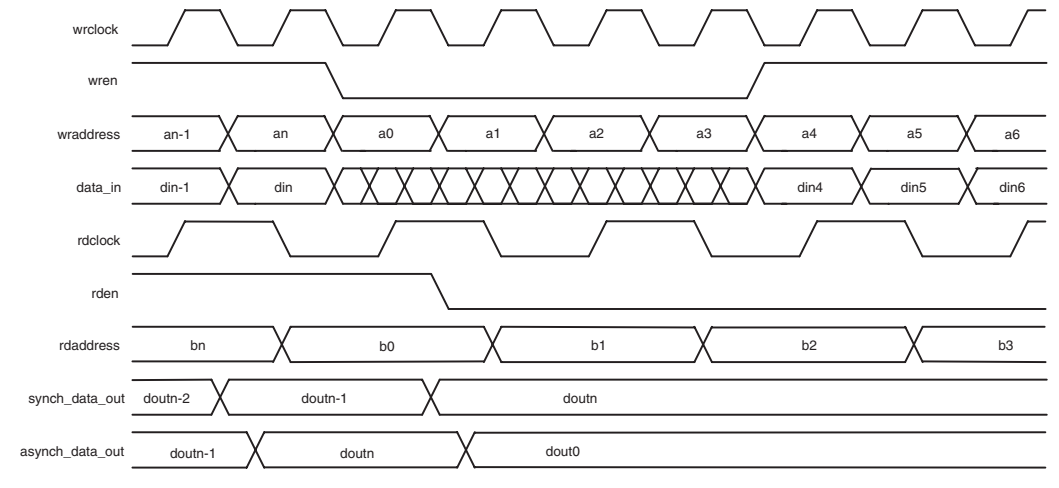 wrclock
wren
wraddress an-1 an a0 a1 a2 a3 a4 a5 a6
data_in din-1 din din4 din5 din6
rdclock
rden
rdaddress bn b0 b1 b2 b3
synch_data_out doutn-2 doutn-1 doutn
asynch_data_out doutn-1 doutn dout0